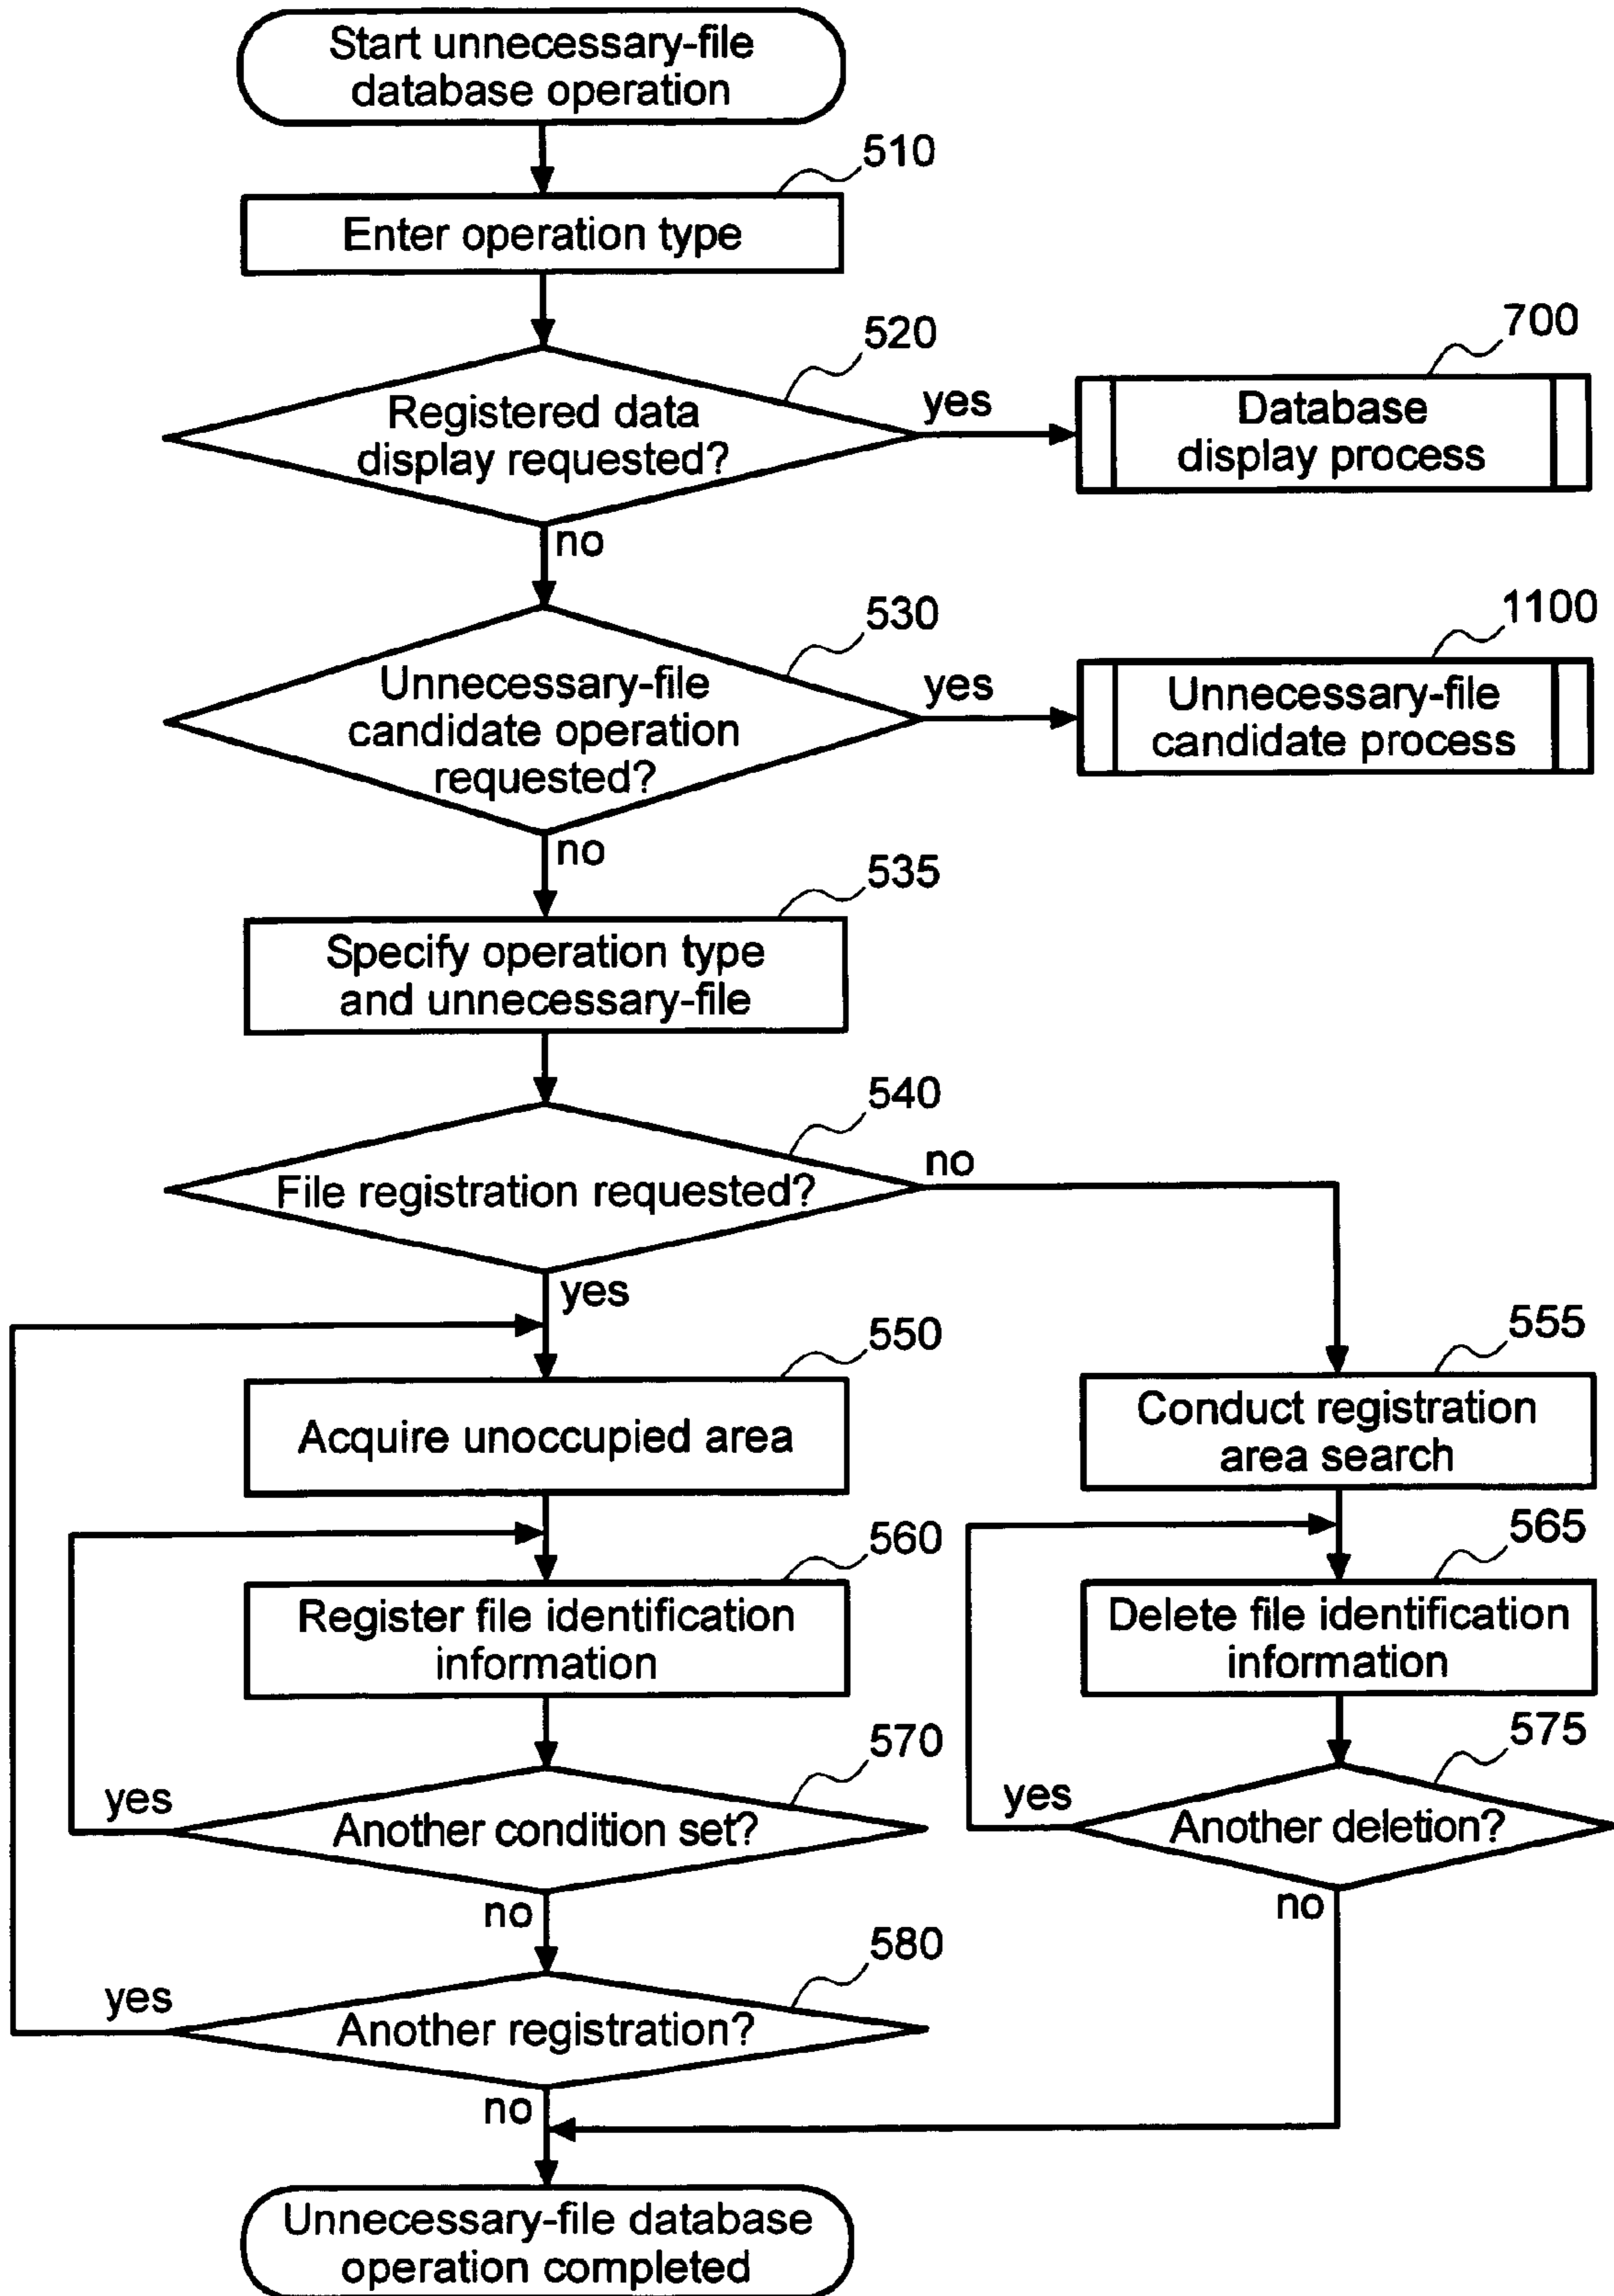 Start unnecessary-file
database operation
510
Enter operation type
520
Registered data
display requested?
yes
700
Database
display process
no
530
Unnecessary-file
candidate operation
requested?
yes
1100
Unnecessary-file
candidate process
no
535
Specify operation type
and unnecessary-file
540
File registration requested?
no
yes
550
Acquire unoccupied area
555
Conduct registration
area search
560
Register file identification
information
565
Delete file identification
information
570
yes
Another condition set?
no
575
yes
Another deletion?
no
580
yes
Another registration?
no
Unnecessary-file database
operation completed